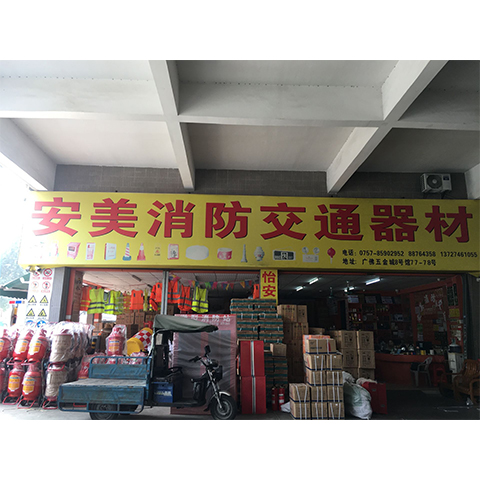 安美消防交通器材
电话: 0757-85902952 88764358 13727461055
地址: 广佛五金城8号馆77-78号
怡安